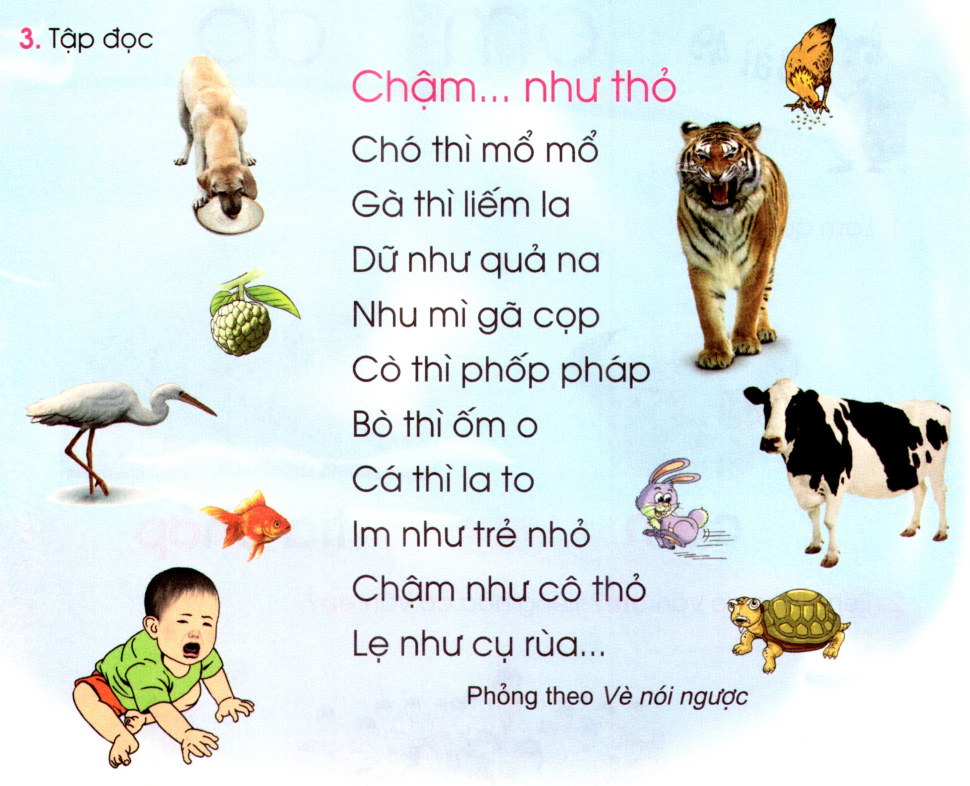 3. Tập đọc
Chậm... như thỏ
Chó thì mổ mổ
Gà thì liếm la
Dữ như quả na
Nhu mì gã cọp
Cò thì phốp pháp
Bò thì ốm o
Cá thì la to
Im như trẻ nhỏ
Chậm như cô thỏ
Lẹ như cụ rùa...
Phỏng theo Vè nói ngược